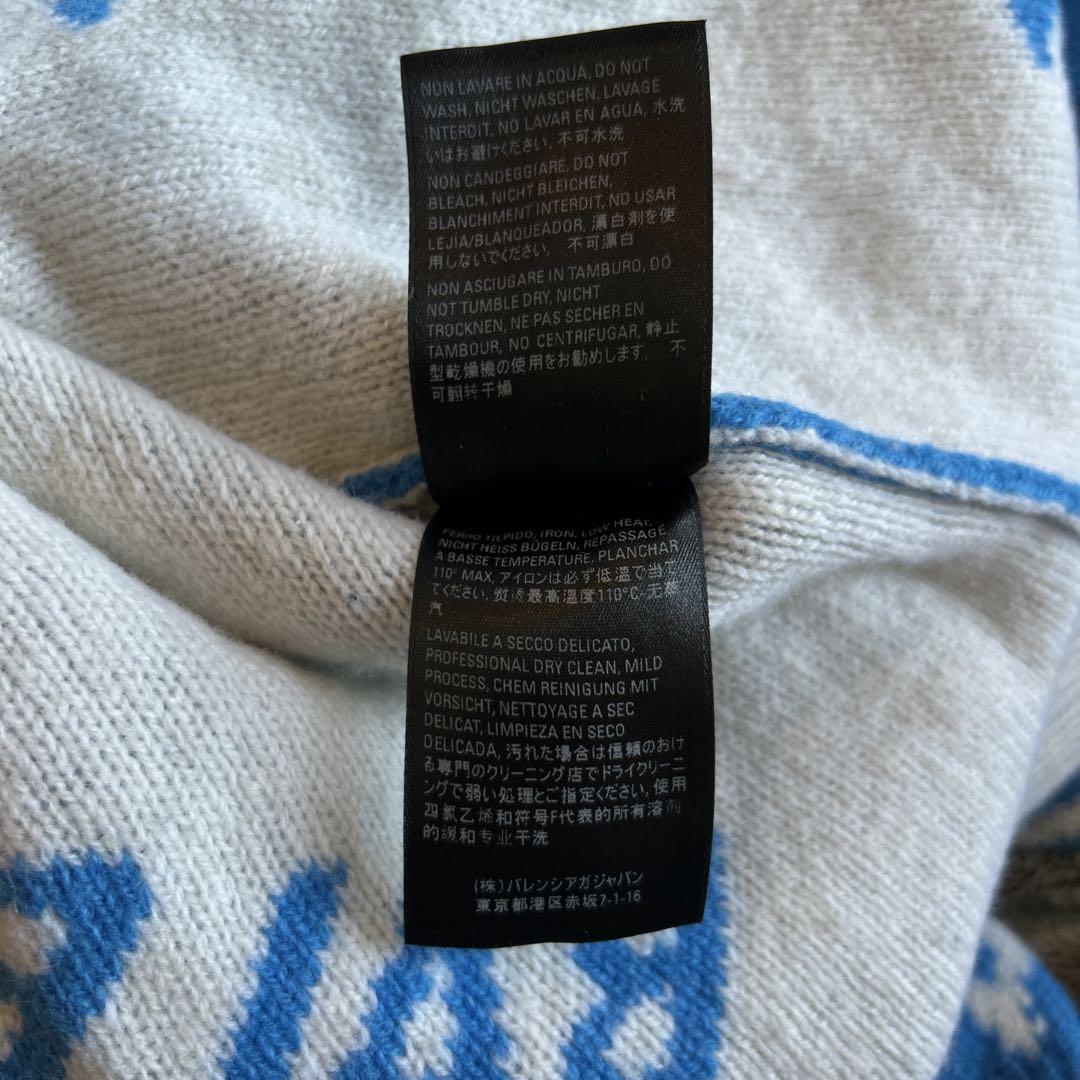 NON LAVARE IN ACQUA, DO NOT
WASH, NICHT WASCHEN, LAVAGE
INTERDIT, NO LAVAR EN AGUA, 水洗
いはお避けください, 不可水洗
NON CANDEGGIARE, DO NOT
BLEACH, NICHT BLEICHEN,
BLANCHIMENT INTERDIT, NO USAR
LEJÍA/BLANQUEADOR, 漂白剤を使
用しないでください, 不可漂白
NON ASCIUGARE IN TAMBURO, DO
NOT TUMBLE DRY, NICHT
TROCKNEN, NE PAS SÉCHER EN
TAMBOUR, NO CENTRIFUGAR, 静止
型乾燥機の使用をお勧めします, 不
可翻转干燥
FERRO TIEPIDO, IRON, LOW HEAT,
NICHT HEISS BÜGELN, REPASSAGE
A BASSE TEMPERATURE, PLANCHAR
110° MAX, アイロンは必ず低温で当て
てください, 熨烫最高温度110°C-无蒸
汽
LAVABILE A SECCO DELICATO,
PROFESSIONAL DRY CLEAN, MILD
PROCESS, CHEM REINIGUNG MIT
VORSICHT, NETTOYAGE A SEC
DELICAT, LIMPIEZA EN SECO
DELICADA, 汚れた場合は信頼のおけ
る専門のクリーニング店でドライクリーニ
ングで弱い処理とご指定ください, 使用
四氯乙烯和符号F代表的所有溶剂
的缓和专业干洗
(株)バレンシアガジャパン
東京都港区赤坂7-1-16